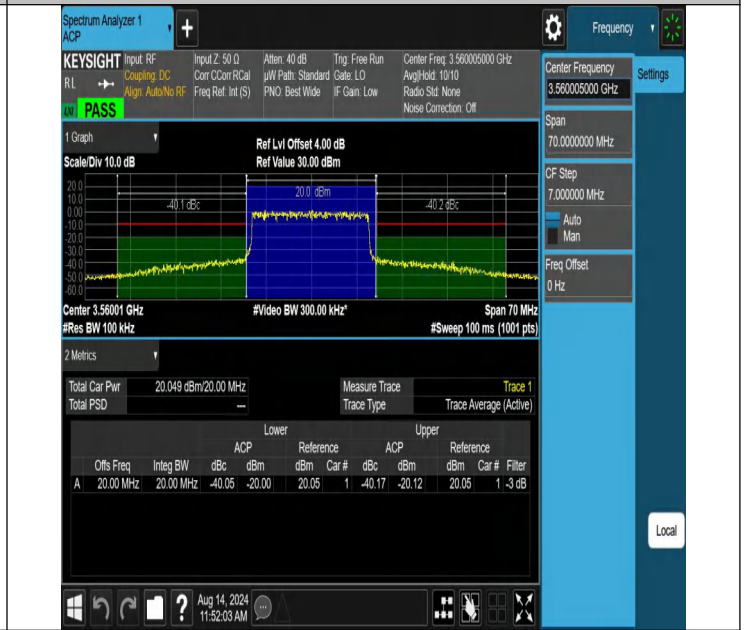 Spectrum Analyzer 1
ACP
Frequency
KEYSIGHT
RL
PASS
Input: RF
Coupling: DC
Align: Auto/No RF
Input Z: 50 Ω
Corr CCorr RCal
Freq Ref: Int (S)
Atten: 40 dB
µW Path: Standard
PNO: Best Wide
Trig: Free Run
Gate: LO
IF Gain: Low
Center Freq: 3.560005000 GHz
Avg|Hold: 10/10
Radio Std: None
Noise Correction: Off
Center Frequency
3.560005000 GHz
Settings
Span
70.0000000 MHz
CF Step
7.000000 MHz
Auto
Man
Freq Offset
0 Hz
1 Graph
Scale/Div 10.0 dB
Ref Lvl Offset 4.00 dB
Ref Value 30.00 dBm
20.0
10.0
0.00
-10.0
-20.0
-30.0
-40.0
-50.0
-60.0
-40.1 dBc
20.0 dBm
-40.2 dBc
Center 3.56001 GHz
#Video BW 300.00 kHz*
Span 70 MHz
#Res BW 100 kHz
#Sweep 100 ms (1001 pts)
2 Metrics
Total Car Pwr 20.049 dBm/20.00 MHz
Total PSD ---
Measure Trace Trace 1
Trace Type Trace Average (Active)
Lower Upper
ACP Reference ACP Reference
Offs Freq Integ BW dBc dBm dBm Car # dBc dBm dBm Car # Filter
A 20.00 MHz 20.00 MHz -40.05 -20.00 20.05 1 -40.17 -20.12 20.05 1 -3 dB
Local
?
Aug 14, 2024
11:52:03 AM